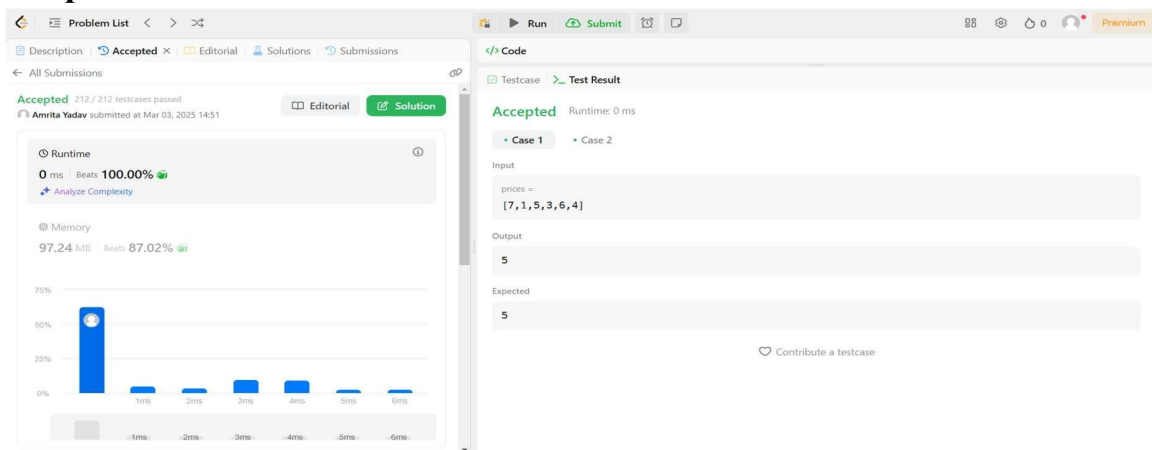 Problem List
Run
Submit
0
Premium
Description
Accepted
Editorial
Solutions
Submissions
</> Code
All Submissions
Testcase
>_ Test Result
Accepted 212 / 212 testcases passed
Amrita Yadav submitted at Mar 03, 2025 14:51
Editorial
Solution
Runtime
0 ms Beats 100.00%
Analyze Complexity
Memory
97.24 MB Beats 87.02%
75%
50%
25%
0%
1ms 2ms 3ms 4ms 5ms 6ms
1ms 2ms 3ms 4ms 5ms 6ms
Accepted Runtime: 0 ms
• Case 1 • Case 2
Input
prices =
[7,1,5,3,6,4]
Output
5
Expected
5
Contribute a testcase